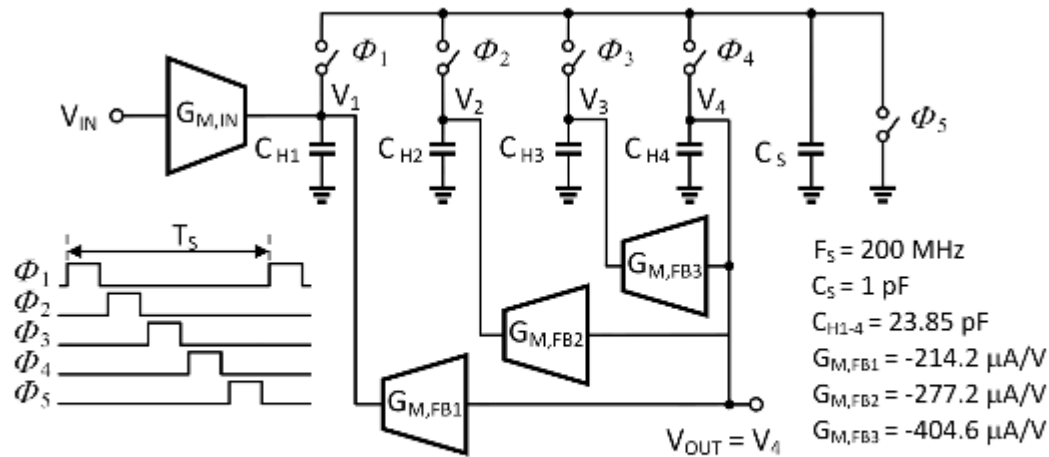 Φ1 Φ2 Φ3 Φ4
V1 V2 V3 V4
VIN GM,IN Φ5
CH1 CH2 CH3 CH4 CS
TS
GM,FB3
GM,FB2
GM,FB1
VOUT = V4
Φ1
Φ2
Φ3
Φ4
Φ5
FS = 200 MHz
CS = 1 pF
CH1-4 = 23.85 pF
GM,FB1 = -214.2 μA/V
GM,FB2 = -277.2 μA/V
GM,FB3 = -404.6 μA/V